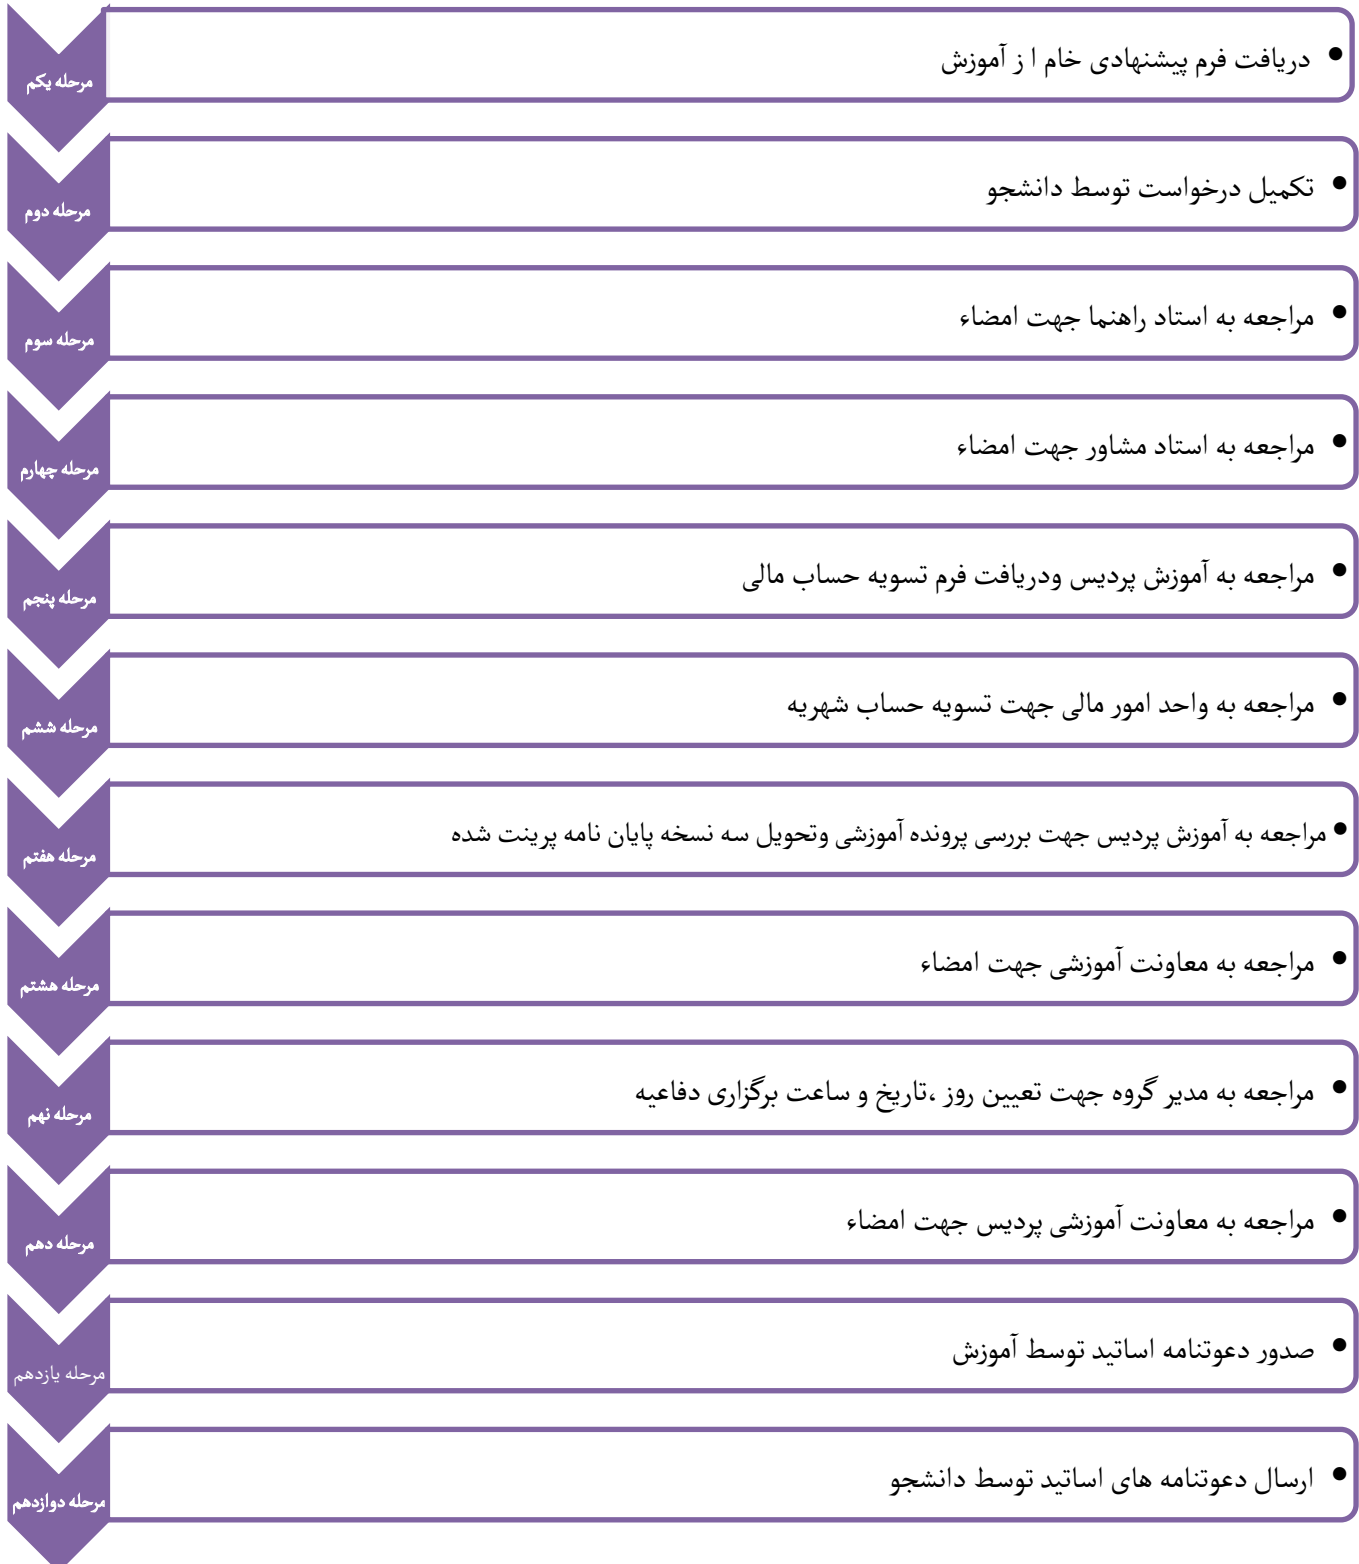 مرحله یکم
• دریافت فرم پیشنهادی خام ا ز آموزش
مرحله دوم
• تکمیل درخواست توسط دانشجو
مرحله سوم
• مراجعه به استاد راهنما جهت امضاء
مرحله چهارم
• مراجعه به استاد مشاور جهت امضاء
مرحله پنجم
• مراجعه به آموزش پردیس ودریافت فرم تسویه حساب مالی
مرحله ششم
• مراجعه به واحد امور مالی جهت تسویه حساب شهریه
مرحله هفتم
• مراجعه به آموزش پردیس جهت بررسی پرونده آموزشی وتحویل سه نسخه پایان نامه پرینت شده
مرحله هشتم
• مراجعه به معاونت آموزشی جهت امضاء
مرحله نهم
• مراجعه به مدیر گروه جهت تعیین روز ،تاریخ و ساعت برگزاری دفاعیه
مرحله دهم
• مراجعه به معاونت آموزشی پردیس جهت امضاء
مرحله یازدهم
• صدور دعوتنامه اساتید توسط آموزش
مرحله دوازدهم
• ارسال دعوتنامه های اساتید توسط دانشجو